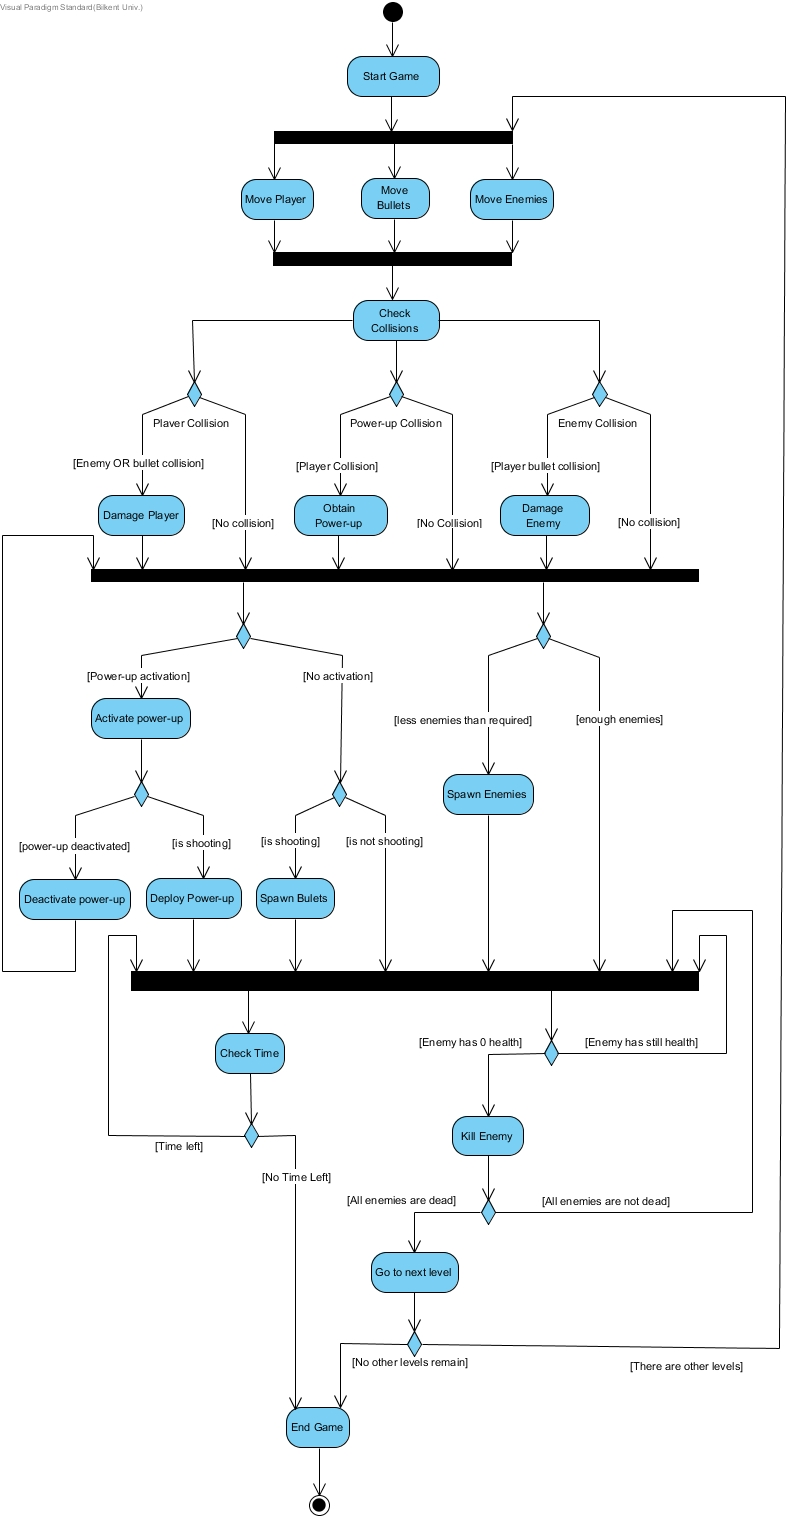 Visual Paradigm Standard(Bilkent Univ.)
Start Game
Move Player
Move
Bullets
Move Enemies
Check
Collisions
Player Collision
Power-up Collision
Enemy Collision
[Enemy OR bullet collision]
[Player Collision]
[Player bullet collision]
Damage Player
Obtain
Power-up
Damage
Enemy
[No collision]
[No Collision]
[No collision]
[Power-up activation]
[No activation]
Activate power-up
[less enemies than required]
[enough enemies]
Spawn Enemies
[power-up deactivated]
[is shooting]
[is shooting]
[is not shooting]
Deactivate power-up
Deploy Power-up
Spawn Bulets
Check Time
[Enemy has 0 health]
[Enemy has still health]
[Time left]
Kill Enemy
[No Time Left]
[All enemies are dead]
[All enemies are not dead]
Go to next level
[No other levels remain]
[There are other levels]
End Game